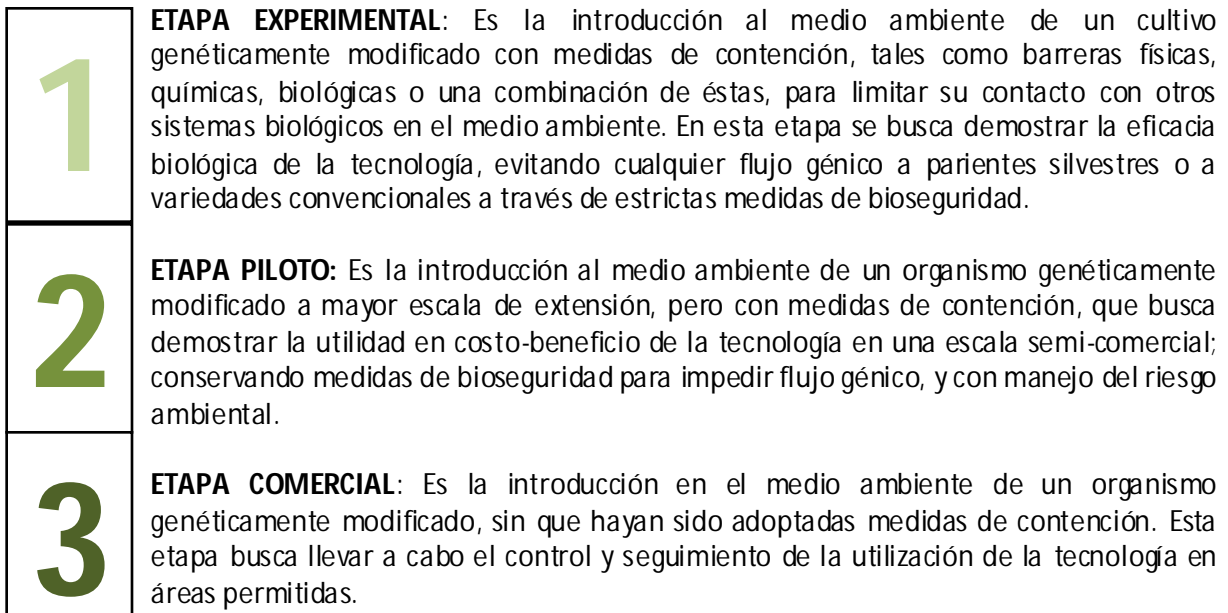 1
ETAPA EXPERIMENTAL: Es la introducción al medio ambiente de un cultivo
genéticamente modificado con medidas de contención, tales como barreras físicas,
químicas, biológicas o una combinación de éstas, para limitar su contacto con otros
sistemas biológicos en el medio ambiente. En esta etapa se busca demostrar la eficacia
biológica de la tecnología, evitando cualquier flujo génico a parientes silvestres o a
variedades convencionales a través de estrictas medidas de bioseguridad.
2
ETAPA PILOTO: Es la introducción al medio ambiente de un organismo genéticamente
modificado a mayor escala de extensión, pero con medidas de contención, que busca
demostrar la utilidad en costo-beneficio de la tecnología en una escala semi-comercial;
conservando medidas de bioseguridad para impedir flujo génico, y con manejo del riesgo
ambiental.
3
ETAPA COMERCIAL: Es la introducción en el medio ambiente de un organismo
genéticamente modificado, sin que hayan sido adoptadas medidas de contención. Esta
etapa busca llevar a cabo el control y seguimiento de la utilización de la tecnología en
áreas permitidas.